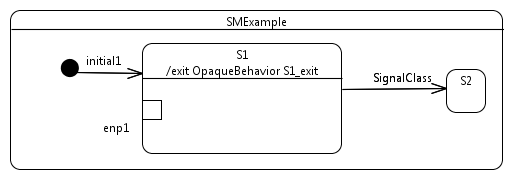 SMExample
initial1
S1
/exit OpaqueBehavior S1_exit
SignalClass
S2
enp1